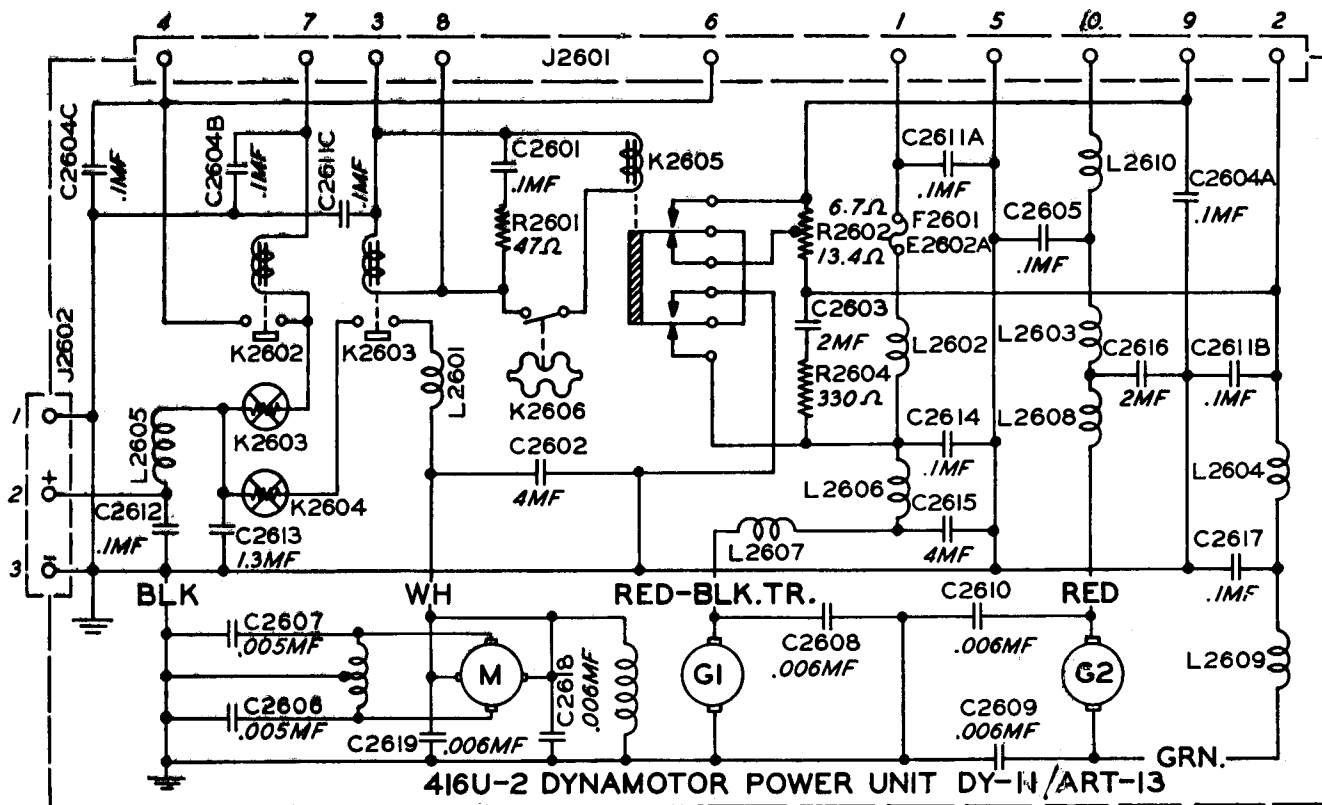 4 7 3 8 6 1 5 10. 9 2
J2601
C2604C
.1MF
C2604B
.1MF
C2611C
.1MF
C2601
.1MF
R2601
47Ω
K2605
6.7Ω
R2602
13.4Ω
C2611A
.1MF
F2601
E2602A
L2610
C2605
.1MF
C2604A
.1MF
J2602
K2602
K2603
L2601
K2606
C2603
2MF
R2604
330Ω
L2602
L2603
C2616
2MF
C2611B
.1MF
1
2 +
3 -
L2605
K2603
K2604
C2612
.1MF
C2613
1.3MF
C2602
4MF
C2614
.1MF
L2608
L2606
C2615
4MF
L2607
L2604
C2617
.1MF
BLK
WH
RED-BLK.TR.
RED
C2607
.005MF
C2606
.005MF
M
C2618
.006MF
C2619
.006MF
G1
C2608
.006MF
C2610
.006MF
G2
C2609
.006MF
L2609
GRN.
416U-2 DYNAMOTOR POWER UNIT DY-11/ART-13